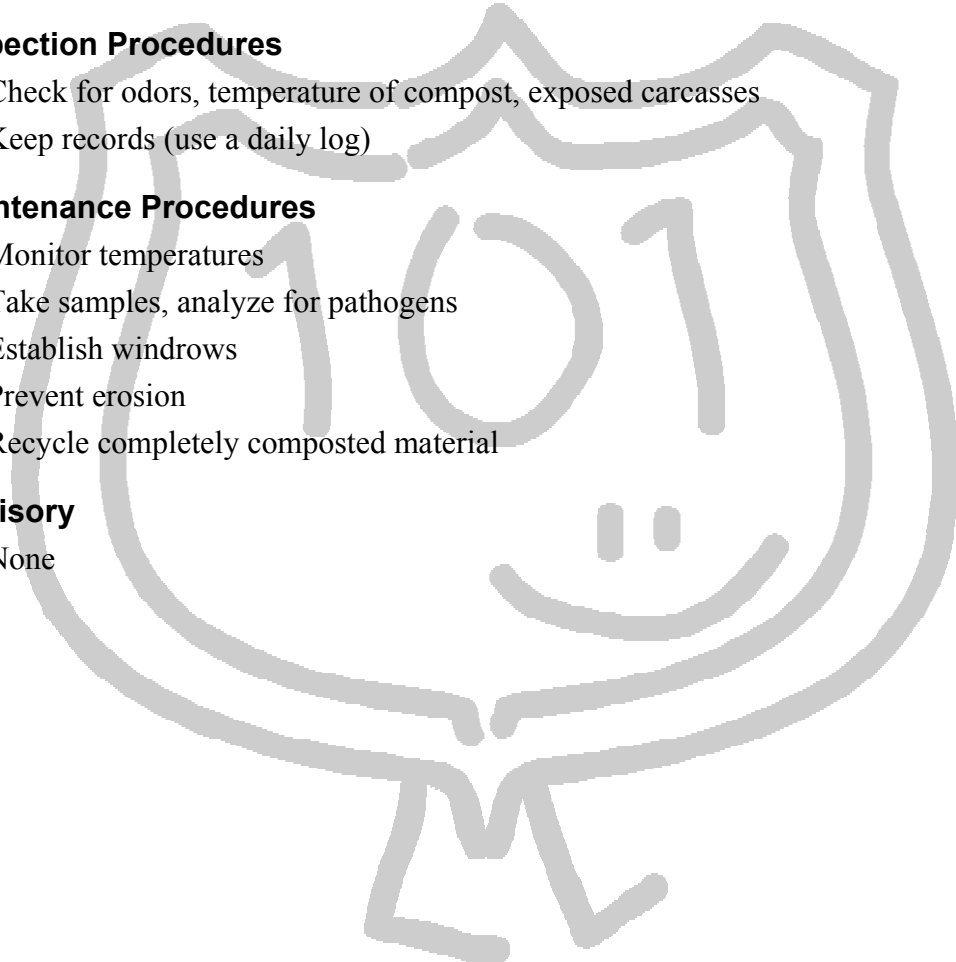 pection Procedures
Check for odors, temperature of compost, exposed carcasses
Keep records (use a daily log)
ntenance Procedures
Monitor temperatures
Take samples, analyze for pathogens
Establish windrows
Prevent erosion
Recycle completely composted material
isory
None
101